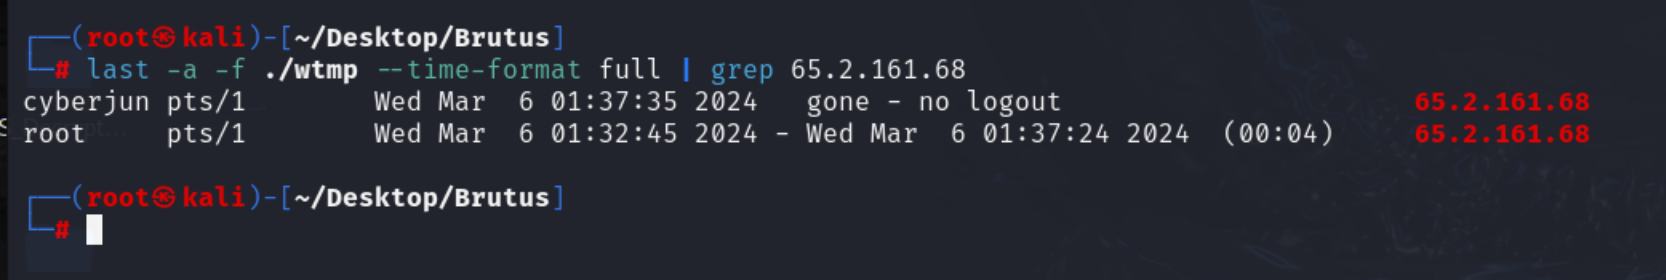 ┌──(root㉿kali)-[~/Desktop/Brutus]
└─# last -a -f ./wtmp --time-format full | grep 65.2.161.68
cyberjun pts/1        Wed Mar  6 01:37:35 2024   gone - no logout                      65.2.161.68
root     pts/1        Wed Mar  6 01:32:45 2024 - Wed Mar  6 01:37:24 2024  (00:04)     65.2.161.68
┌──(root㉿kali)-[~/Desktop/Brutus]
└─#